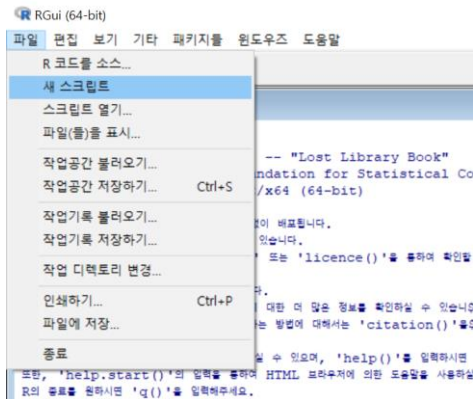 RGui (64-bit)
파일 편집 보기 기타 패키지들 윈도우즈 도움말
R 코드를 소스...
새 스크립트
스크립트 열기...
파일(들)을 표시...
-- "Lost Library Book"
작업공간 불러오기...
ndation for Statistical Co
작업공간 저장하기... Ctrl+S
/x64 (64-bit)
작업기록 불러오기...
없이 배포됩니다.
작업기록 저장하기...
있습니다.
' 또는 'licence()'을 통하여 확인할
작업 디렉토리 변경...
다.
인쇄하기... Ctrl+P
대한 더 많은 정보를 확인하실 수 있습니다
파일에 저장...
는 방법에 대해서는 'citation()'을
종료
실 수 있으며, 'help()'를 입력하시면
또한, 'help.start()'의 입력을 통하여 HTML 브라우저에 의한 도움말을 사용하실
R의 종료를 원하시면 'q()'을 입력해주세요.